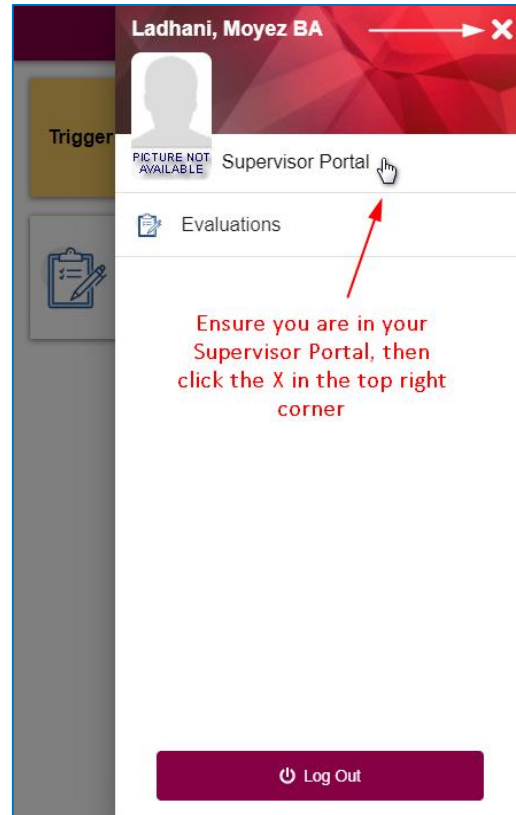 Ladhani, Moyez BA
Trigger
PICTURE NOT
AVAILABLE
Supervisor Portal
Evaluations
Ensure you are in your
Supervisor Portal, then
click the X in the top right
corner
Log Out